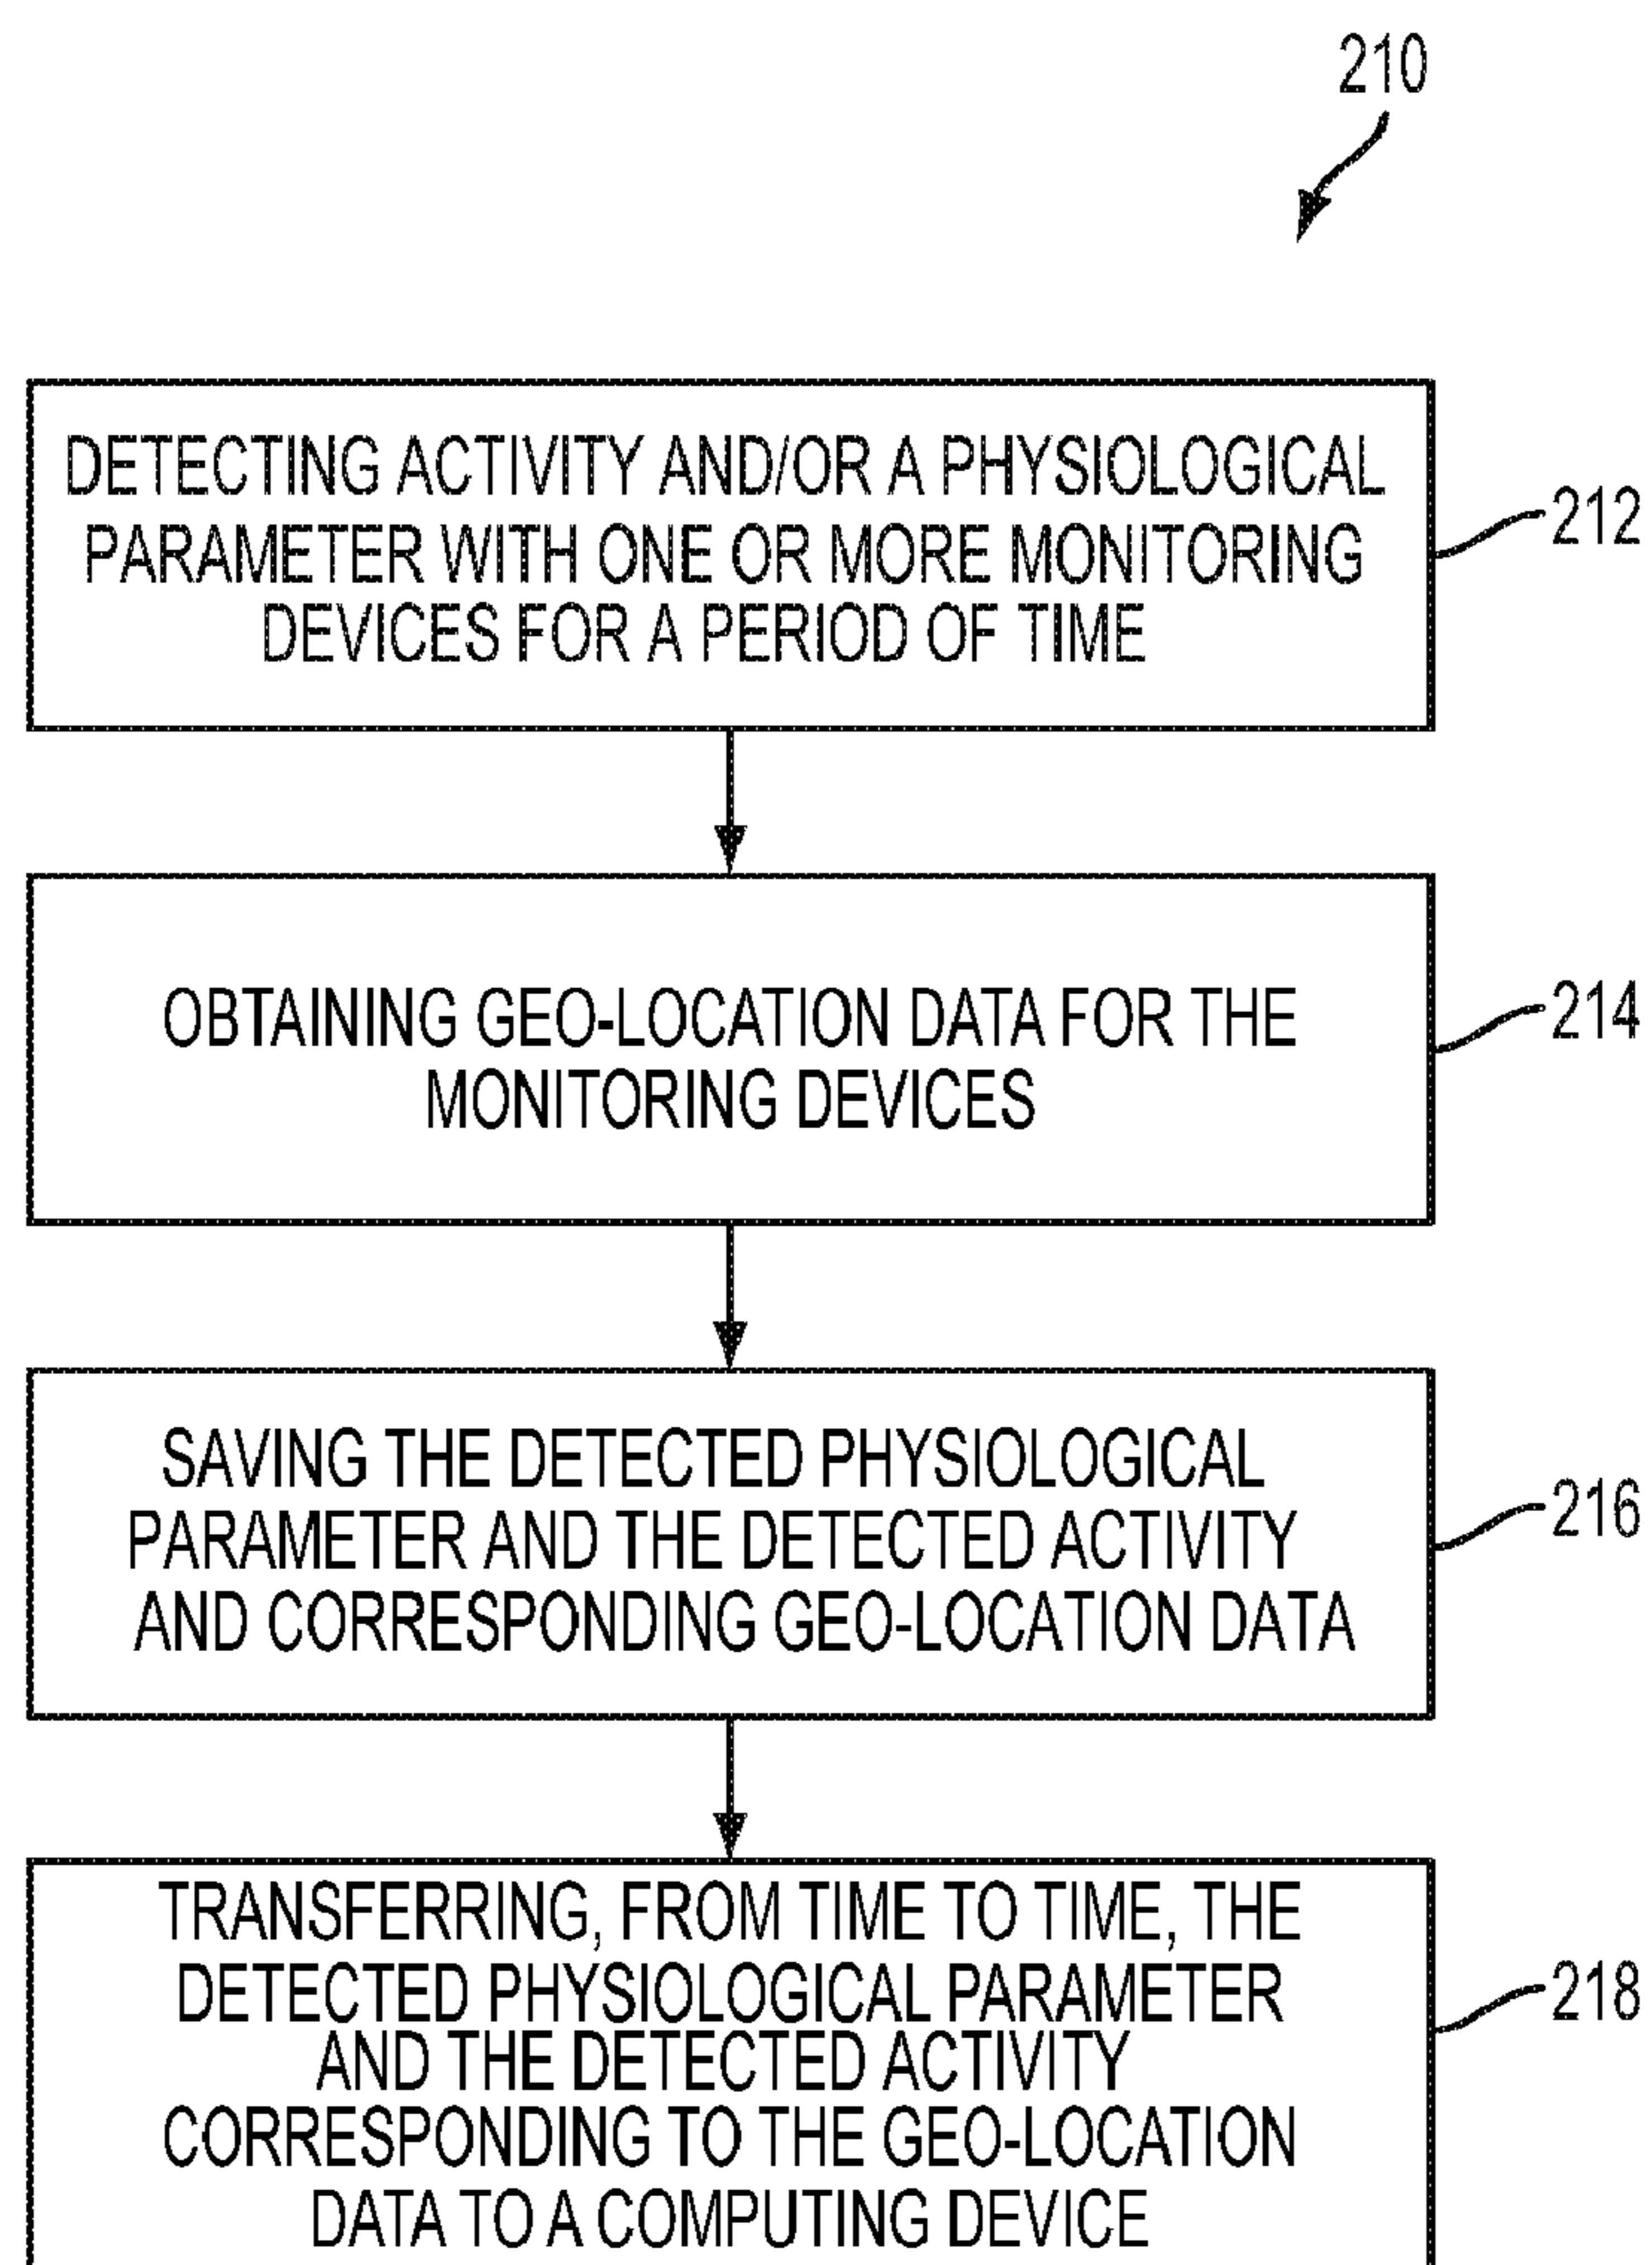 210
DETECTING ACTIVITY AND/OR A PHYSIOLOGICAL
PARAMETER WITH ONE OR MORE MONITORING
DEVICES FOR A PERIOD OF TIME
212
OBTAINING GEO-LOCATION DATA FOR THE
MONITORING DEVICES
214
SAVING THE DETECTED PHYSIOLOGICAL
PARAMETER AND THE DETECTED ACTIVITY
AND CORRESPONDING GEO-LOCATION DATA
216
TRANSFERRING, FROM TIME TO TIME, THE
DETECTED PHYSIOLOGICAL PARAMETER
AND THE DETECTED ACTIVITY
CORRESPONDING TO THE GEO-LOCATION
DATA TO A COMPUTING DEVICE
218